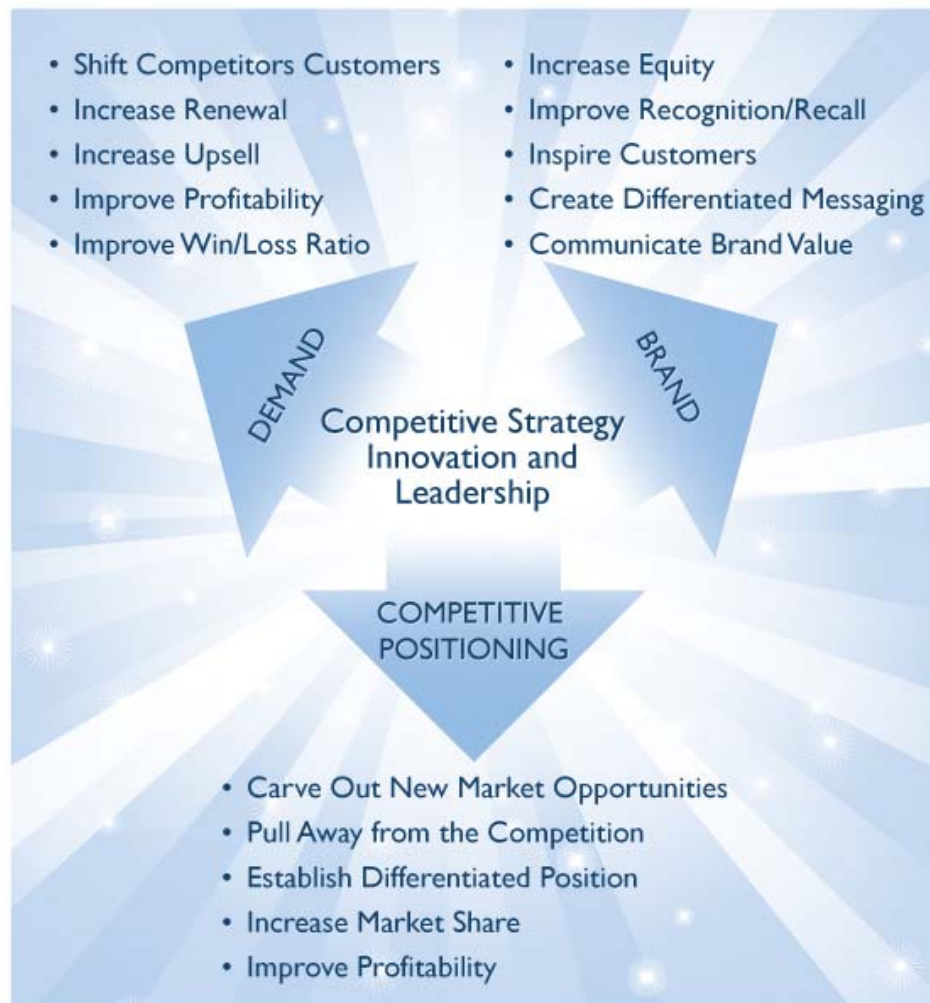 • Shift Competitors Customers
• Increase Renewal
• Increase Upsell
• Improve Profitability
• Improve Win/Loss Ratio
• Increase Equity
• Improve Recognition/Recall
• Inspire Customers
• Create Differentiated Messaging
• Communicate Brand Value
DEMAND
BRAND
Competitive Strategy
Innovation and
Leadership
COMPETITIVE
POSITIONING
• Carve Out New Market Opportunities
• Pull Away from the Competition
• Establish Differentiated Position
• Increase Market Share
• Improve Profitability